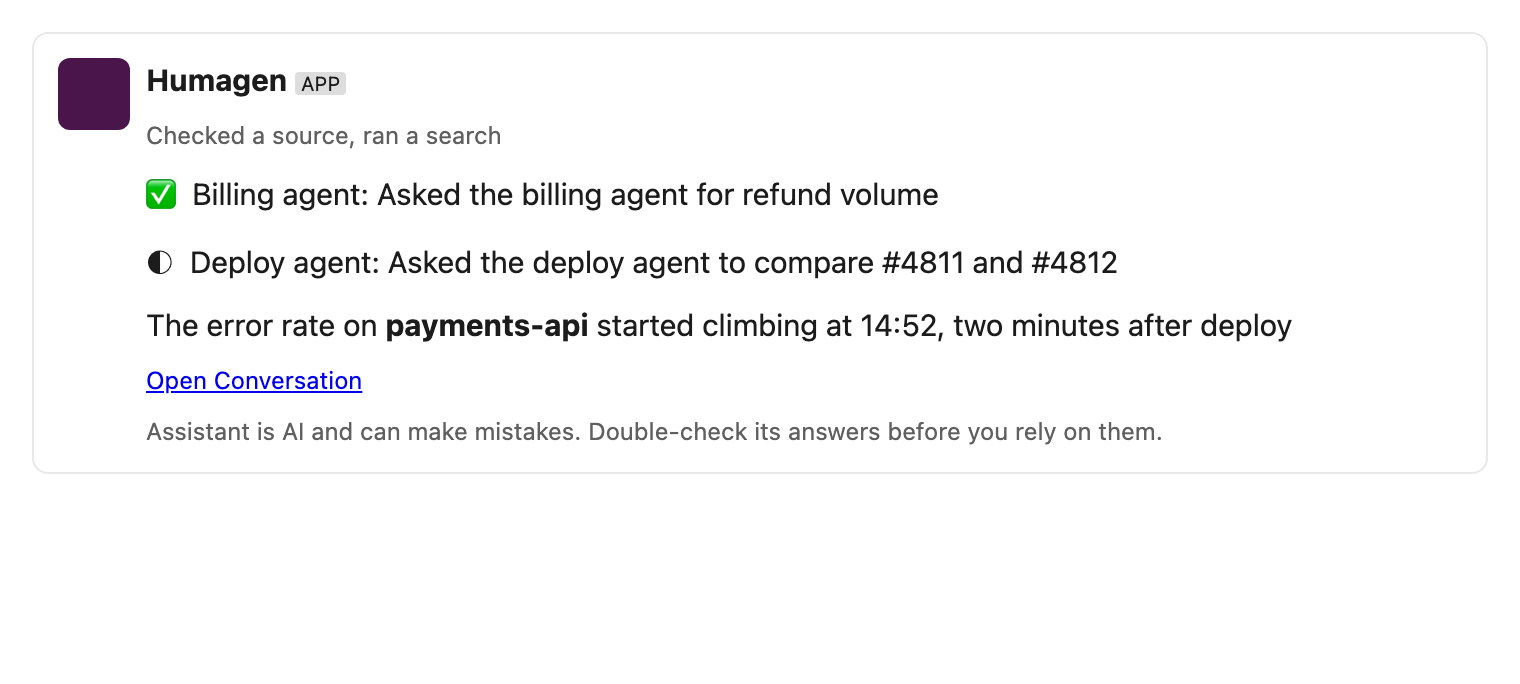 Humagen APP
Checked a source, ran a search
✅ Billing agent: Asked the billing agent for refund volume
◐ Deploy agent: Asked the deploy agent to compare #4811 and #4812
The error rate on payments-api started climbing at 14:52, two minutes after deploy
Open Conversation
Assistant is AI and can make mistakes. Double-check its answers before you rely on them.